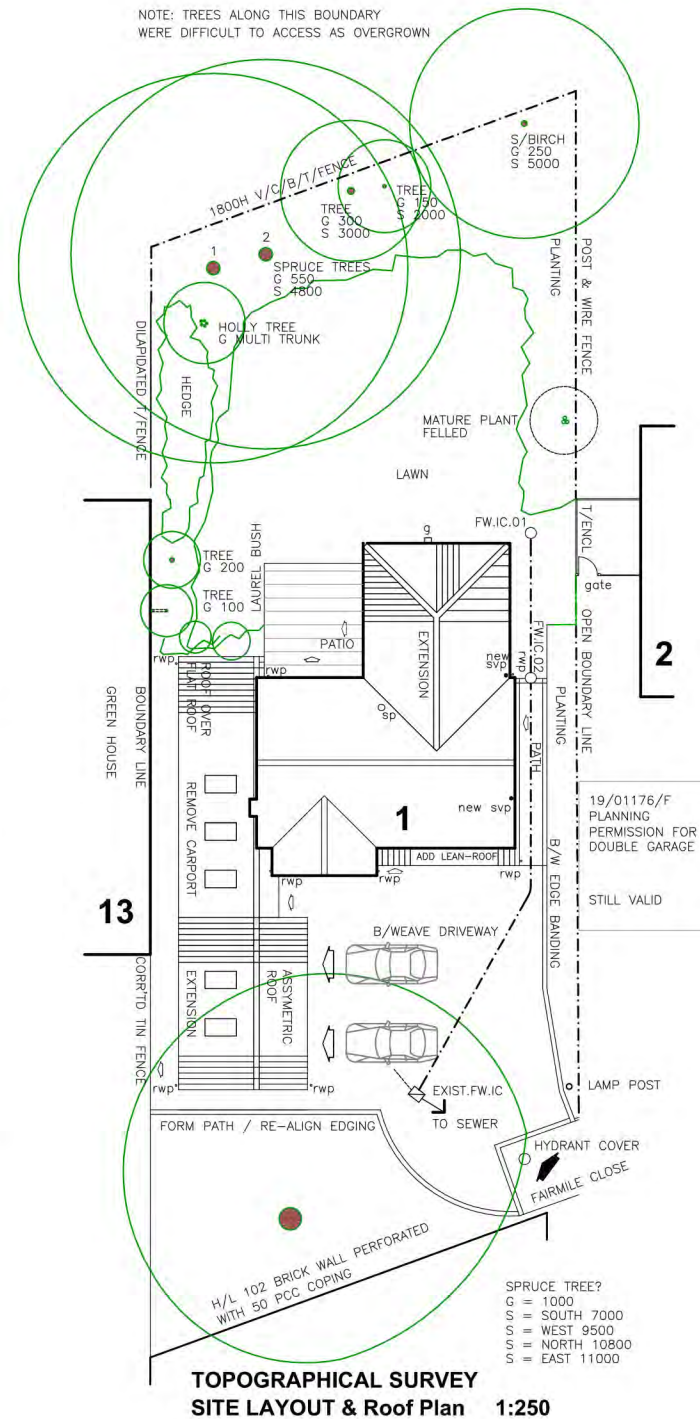 NOTE: TREES ALONG THIS BOUNDARY
WERE DIFFICULT TO ACCESS AS OVERGROWN
S/BIRCH
G 250
S 5000
1800H V/C/B/T/FENCE
TREE
G 150
S 2000
TREE
G 300
S 3000
1
2
SPRUCE TREES
G 550
S 4800
PLANTING
POST & WIRE FENCE
HOLLY TREE
G MULTI TRUNK
DILAPIDATED T/FENCE
HEDGE
MATURE PLANT
FELLED
LAWN
FW.IC.01
g
T/ENCL
gate
TREE
G 200
TREE
G 100
LAUREL BUSH
PATIO
EXTENSION
new
svp
rwp
FW.IC.02
OPEN BOUNDARY LINE
2
rwp
rwp
ROOF OVER
FLAT ROOF
sp
PATH
PLANTING
BOUNDARY LINE
GREEN HOUSE
REMOVE CARPORT
new svp
1
19/01176/F
PLANNING
PERMISSION FOR
DOUBLE GARAGE
STILL VALID
ADD LEAN-ROOF
rwp
rwp
rwp
B/W EDGE BANDING
13
B/WEAVE DRIVEWAY
CORR'TD TIN FENCE
EXTENSION
ASSYMETRIC
ROOF
rwp
rwp
EXIST.FW.IC
TO SEWER
LAMP POST
FORM PATH / RE-ALIGN EDGING
HYDRANT COVER
FAIRMILE CLOSE
H/L 102 BRICK WALL PERFORATED
WITH 50 PCC COPING
SPRUCE TREE?
G = 1000
S = SOUTH 7000
S = WEST 9500
S = NORTH 10800
S = EAST 11000
TOPOGRAPHICAL SURVEY
SITE LAYOUT & Roof Plan 1:250